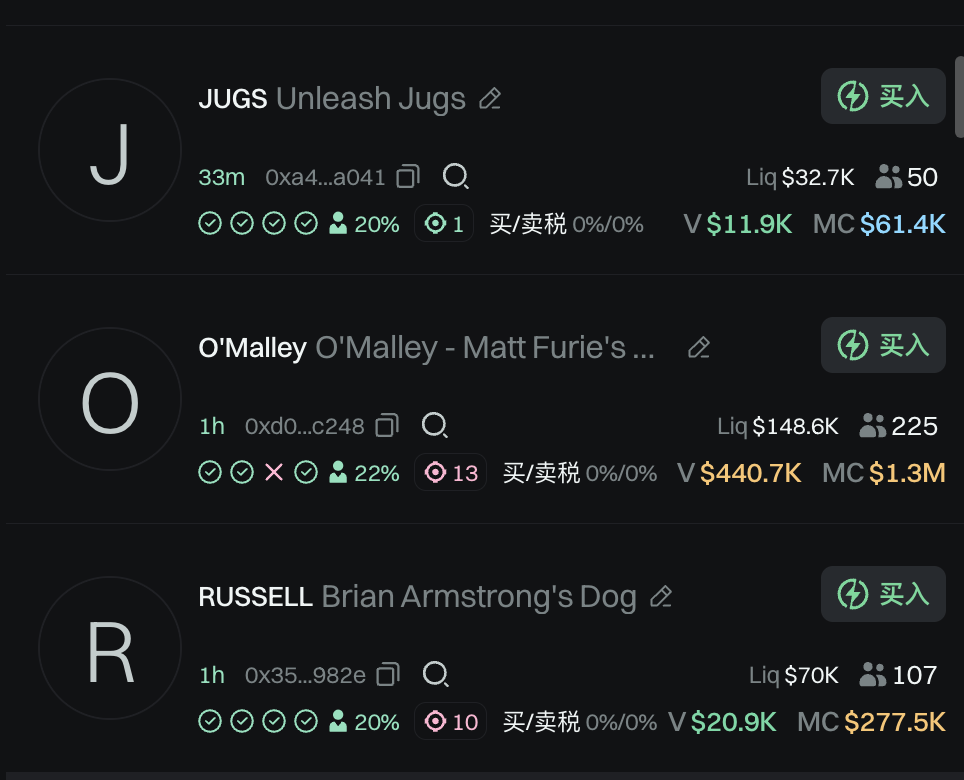 J
JUGS Unleash Jugs
买入
33m 0xa4...a041 Liq $32.7K 50
20% 1 买/卖税 0%/0% V $11.9K MC $61.4K
O
O'Malley O'Malley - Matt Furie's ...
买入
1h 0xd0...c248 Liq $148.6K 225
22% 13 买/卖税 0%/0% V $440.7K MC $1.3M
R
RUSSELL Brian Armstrong's Dog
买入
1h 0x35...982e Liq $70K 107
20% 10 买/卖税 0%/0% V $20.9K MC $277.5K